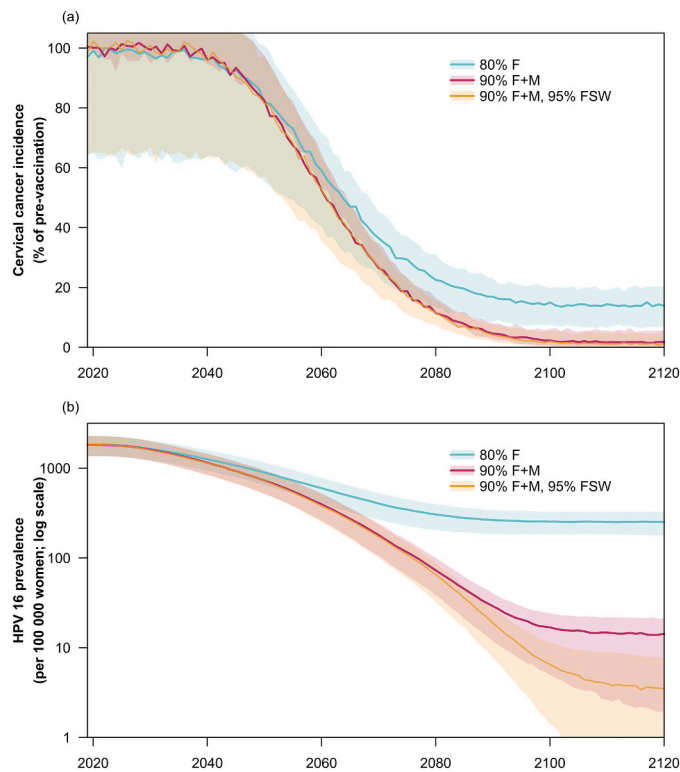 (a)
Cervical cancer incidence
(% of pre-vaccination)
100
80
60
40
20
0
80% F
90% F+M
90% F+M, 95% FSW
2020
2040
2060
2080
2100
2120
(b)
HPV 16 prevalence
(per 100 000 women; log scale)
1000
100
10
1
80% F
90% F+M
90% F+M, 95% FSW
2020
2040
2060
2080
2100
2120